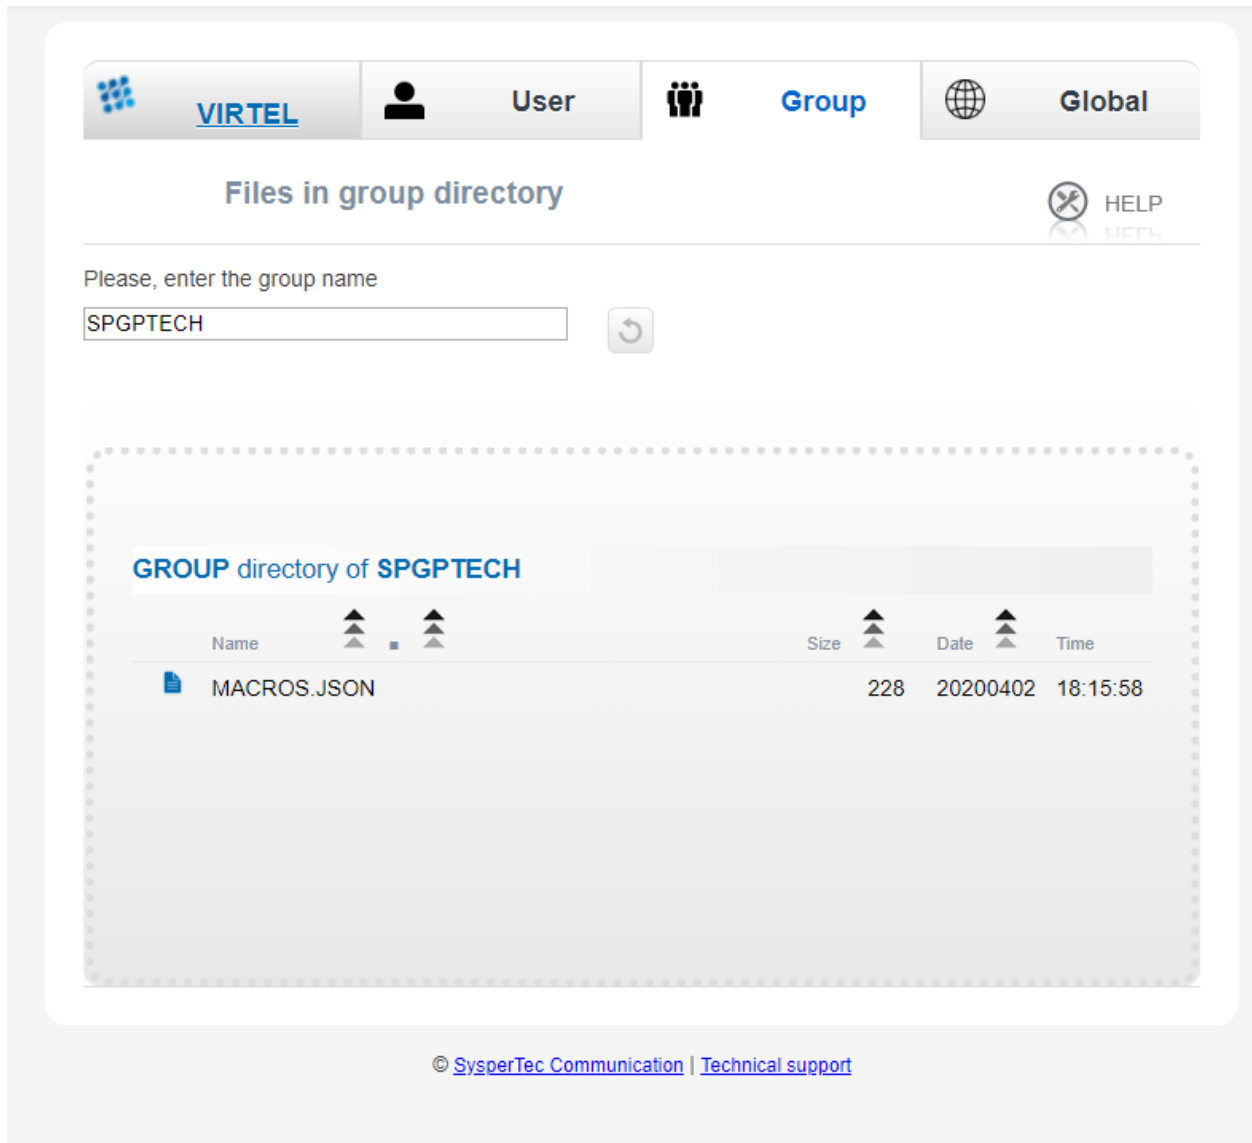 VIRTEL User Group Global
Files in group directory
HELP
Please, enter the group name
SPGPTECH
GROUP directory of SPGPTECH
Name . Size Date Time
MACROS.JSON 228 20200402 18:15:58
© SysperTec Communication | Technical support